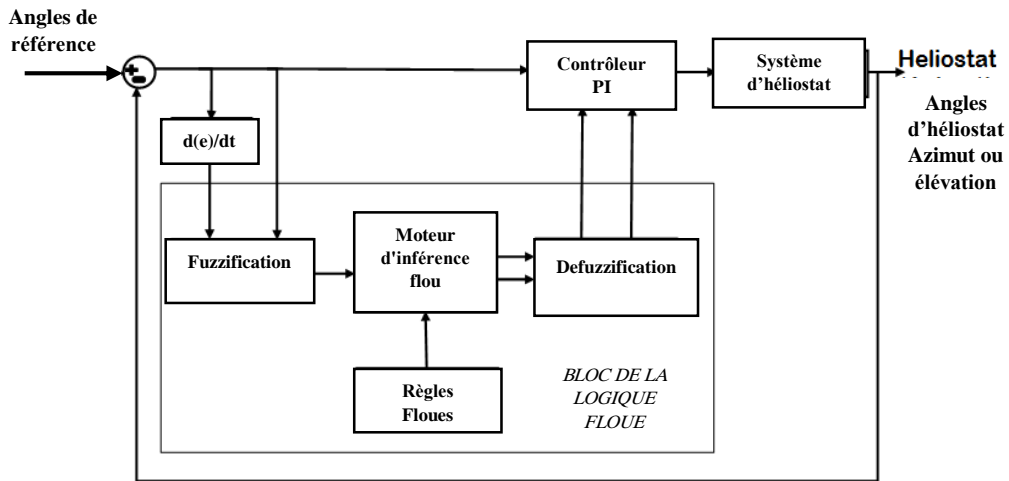 Angles de
référence
Contrôleur
PI
Système
d'héliostat
Heliostat
Angles
d'héliostat
Azimut ou
élévation
d(e)/dt
Fuzzification
Moteur
d'inférence
flou
Defuzzification
Règles
Floues
BLOC DE LA
LOGIQUE
FLOUE